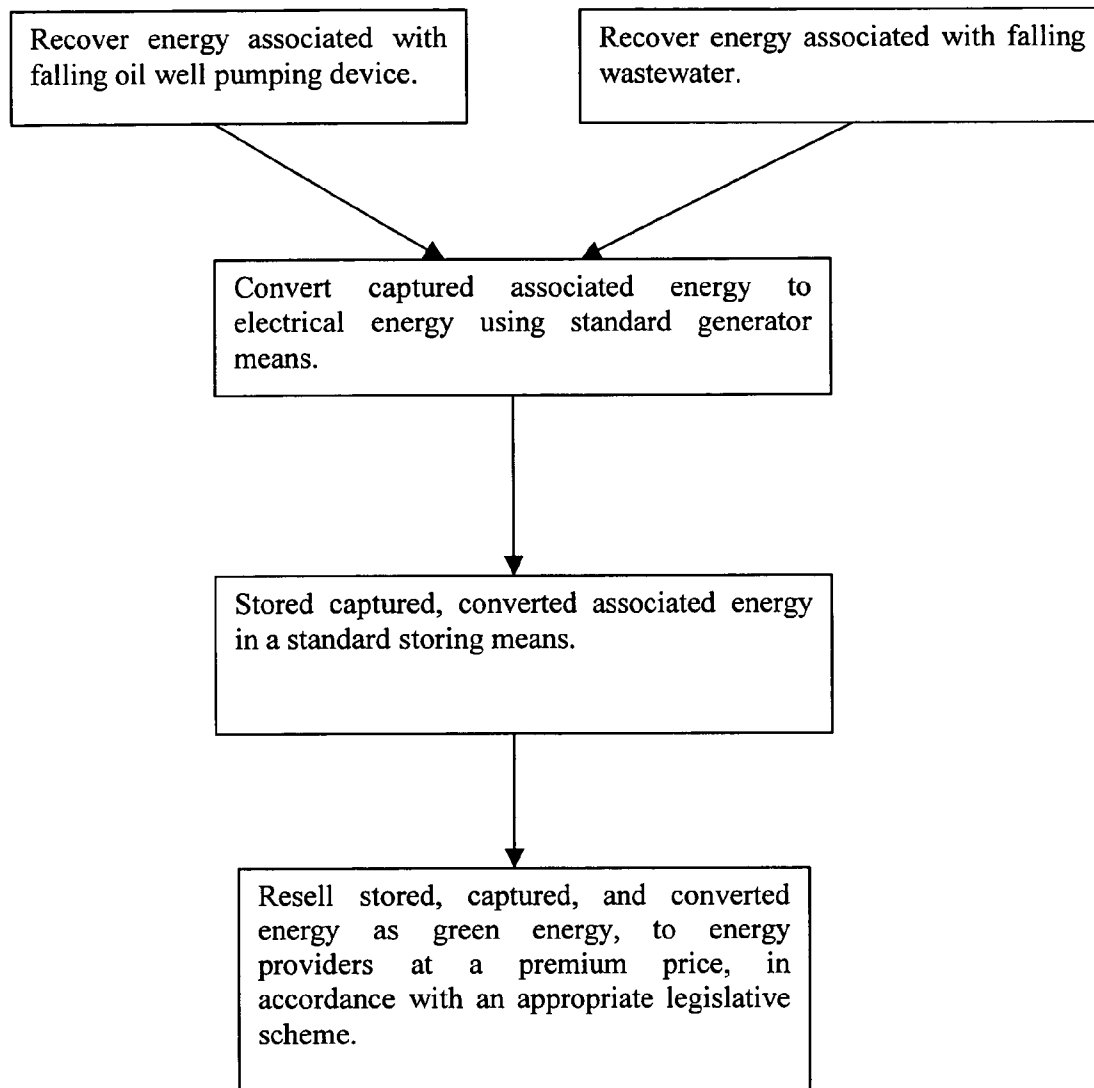 Recover energy associated with
falling oil well pumping device.
Recover energy associated with falling
wastewater.
Convert captured associated energy to
electrical energy using standard generator
means.
Stored captured, converted associated energy
in a standard storing means.
Resell stored, captured, and converted
energy as green energy, to energy
providers at a premium price, in
accordance with an appropriate legislative
scheme.